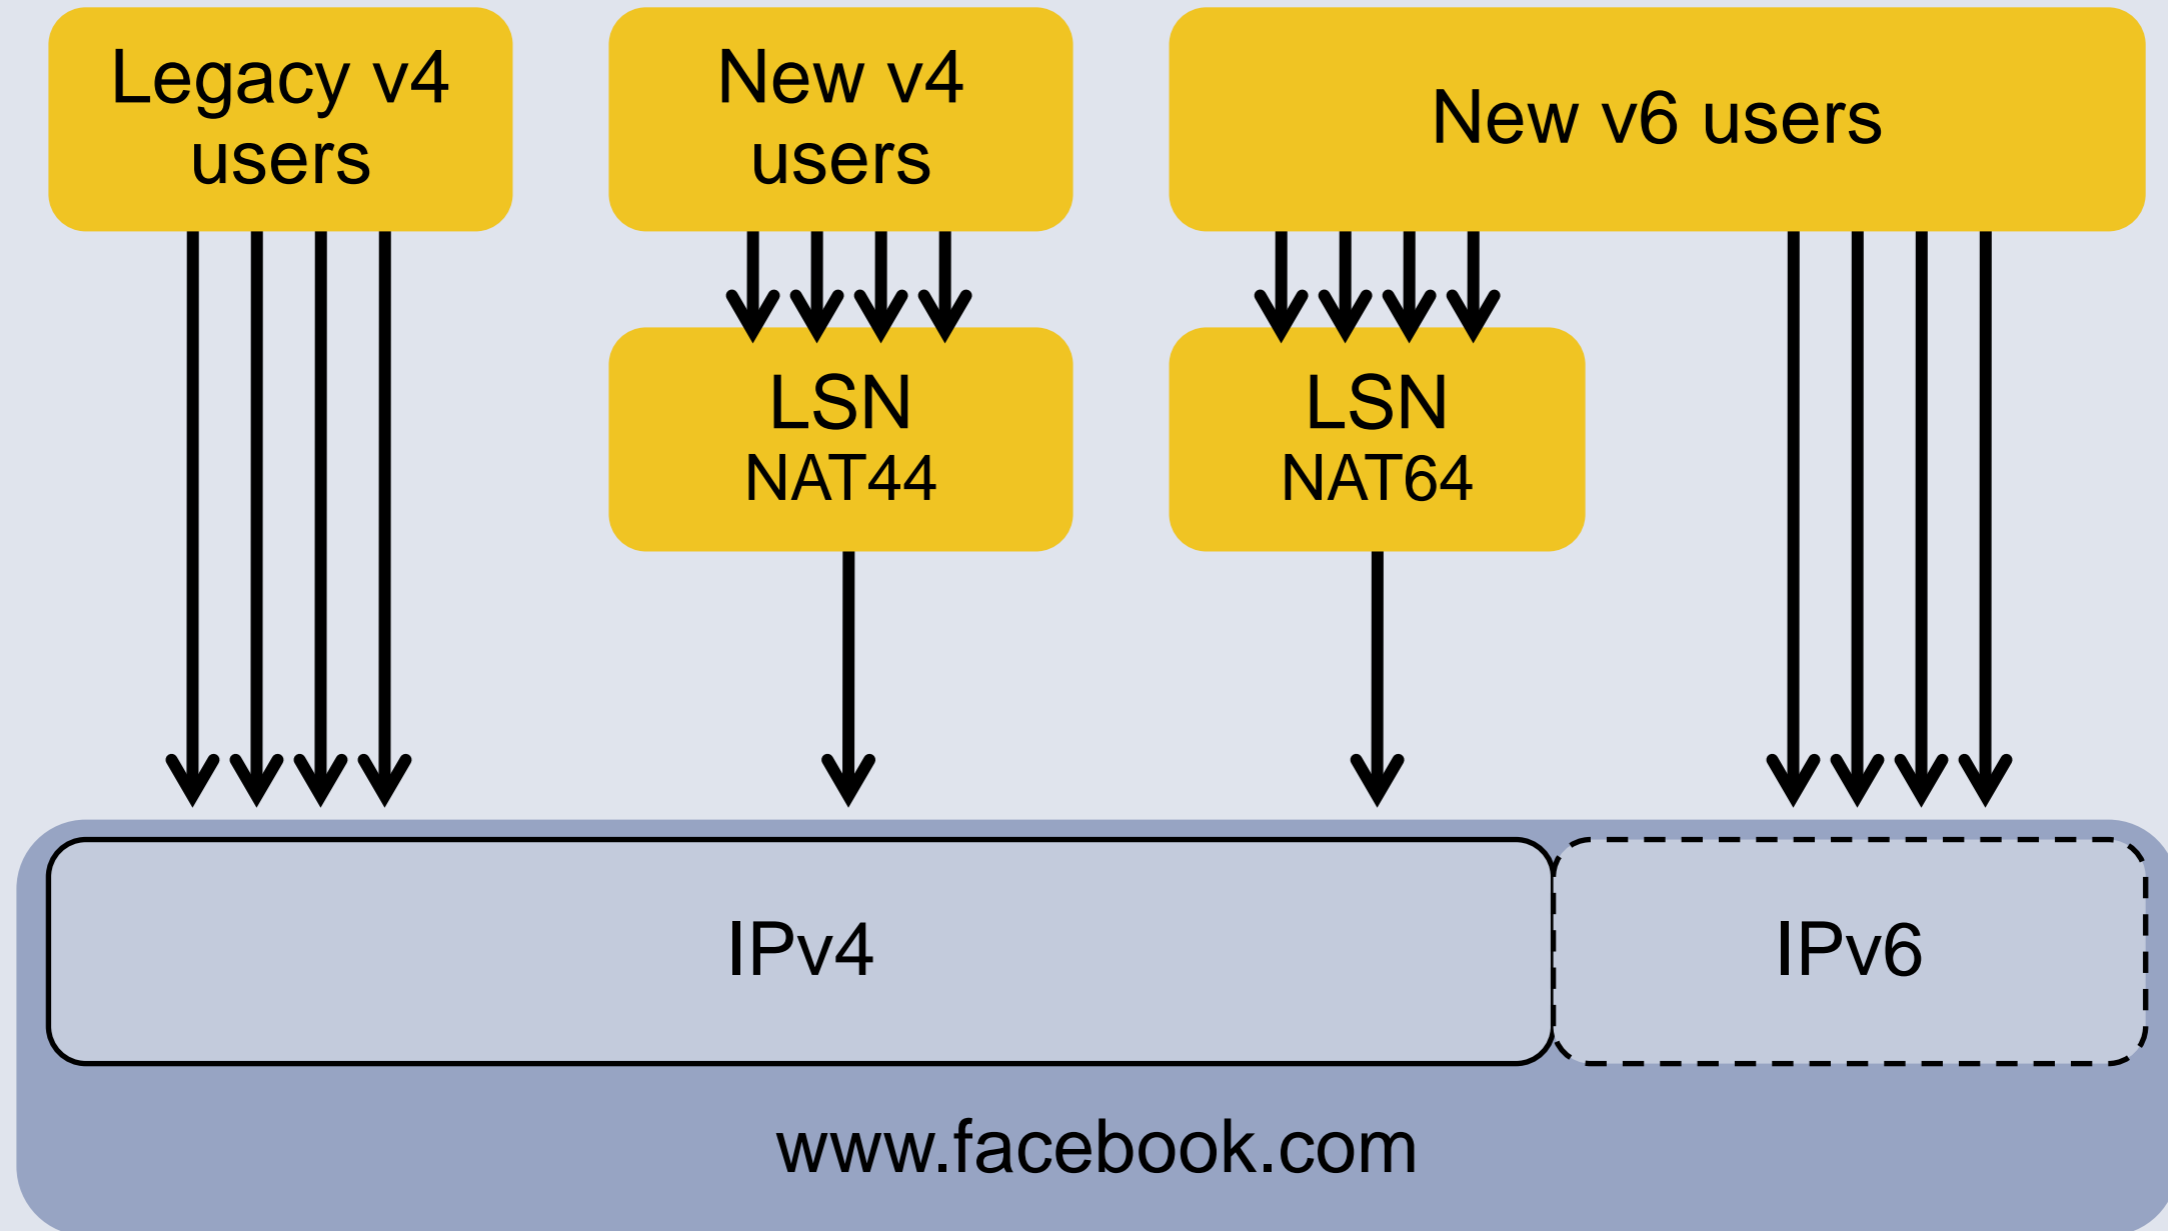 Legacy v4
users
New v4
users
New v6 users
LSN
NAT44
LSN
NAT64
IPv4
IPv6
www.facebook.com